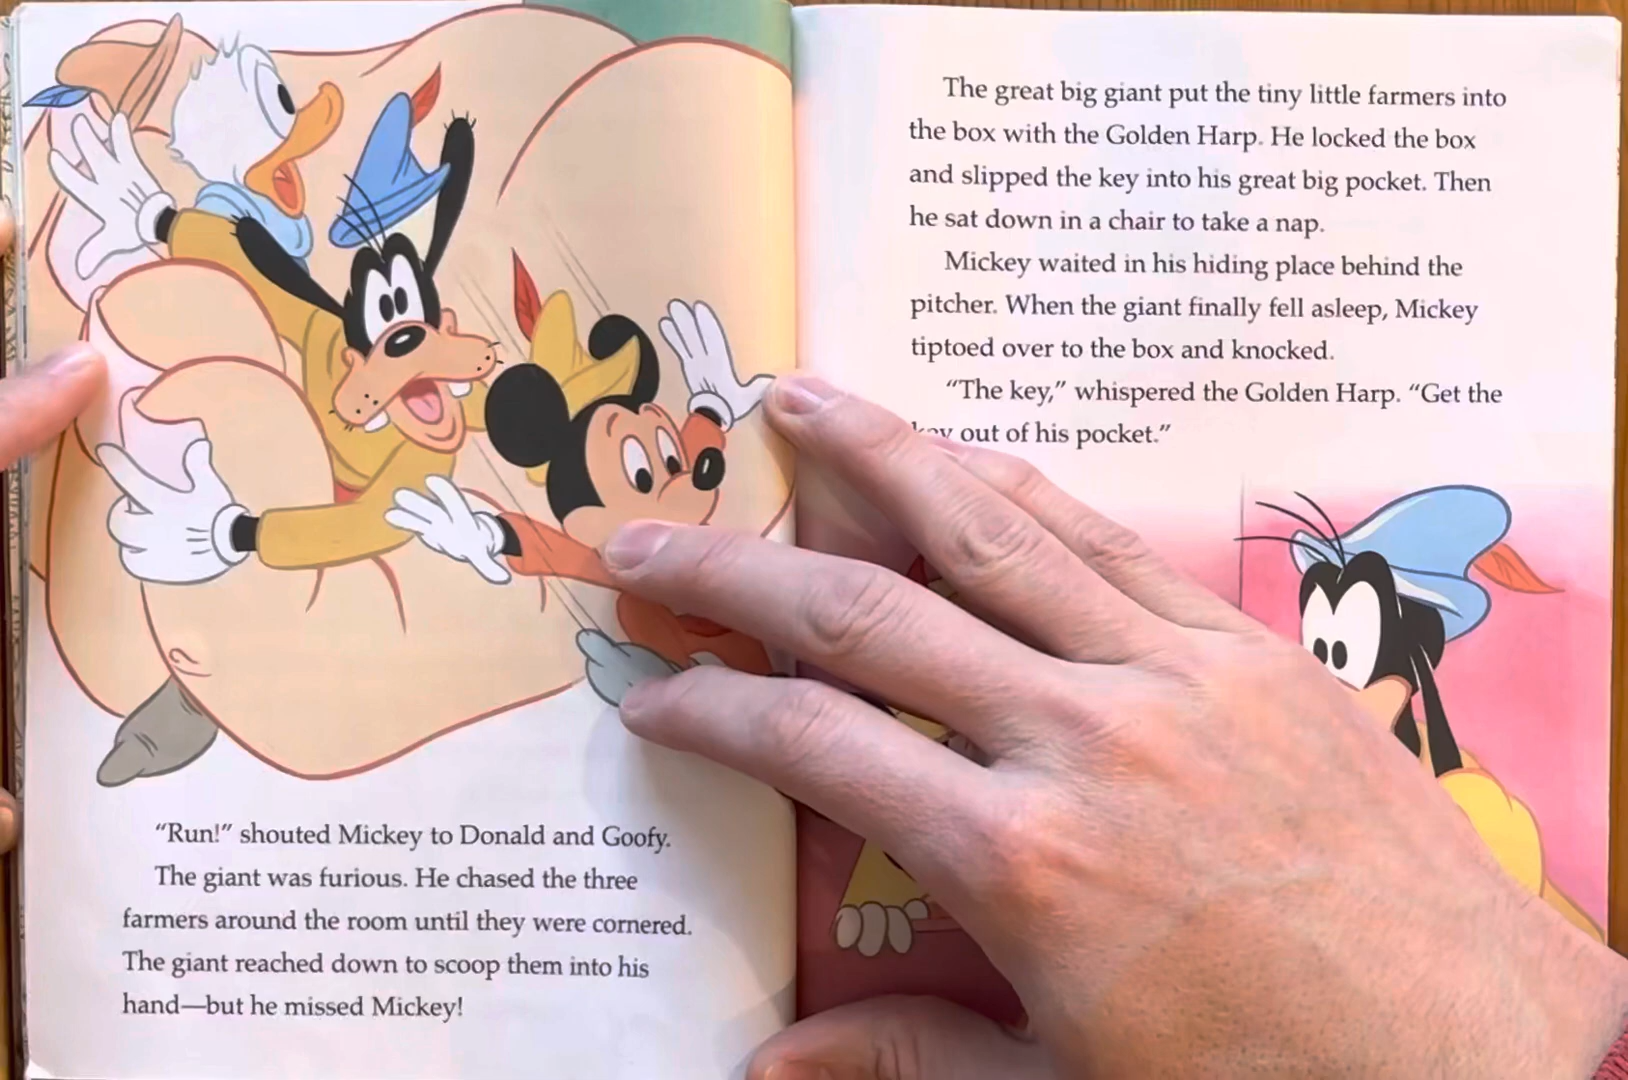 “Run!” shouted Mickey to Donald and Goofy.
The giant was furious. He chased the three
farmers around the room until they were cornered.
The giant reached down to scoop them into his
hand—but he missed Mickey!
The great big giant put the tiny little farmers into
the box with the Golden Harp. He locked the box
and slipped the key into his great big pocket. Then
he sat down in a chair to take a nap.
Mickey waited in his hiding place behind the
pitcher. When the giant finally fell asleep, Mickey
tiptoed over to the box and knocked.
“The key,” whispered the Golden Harp. “Get the
key out of his pocket.”